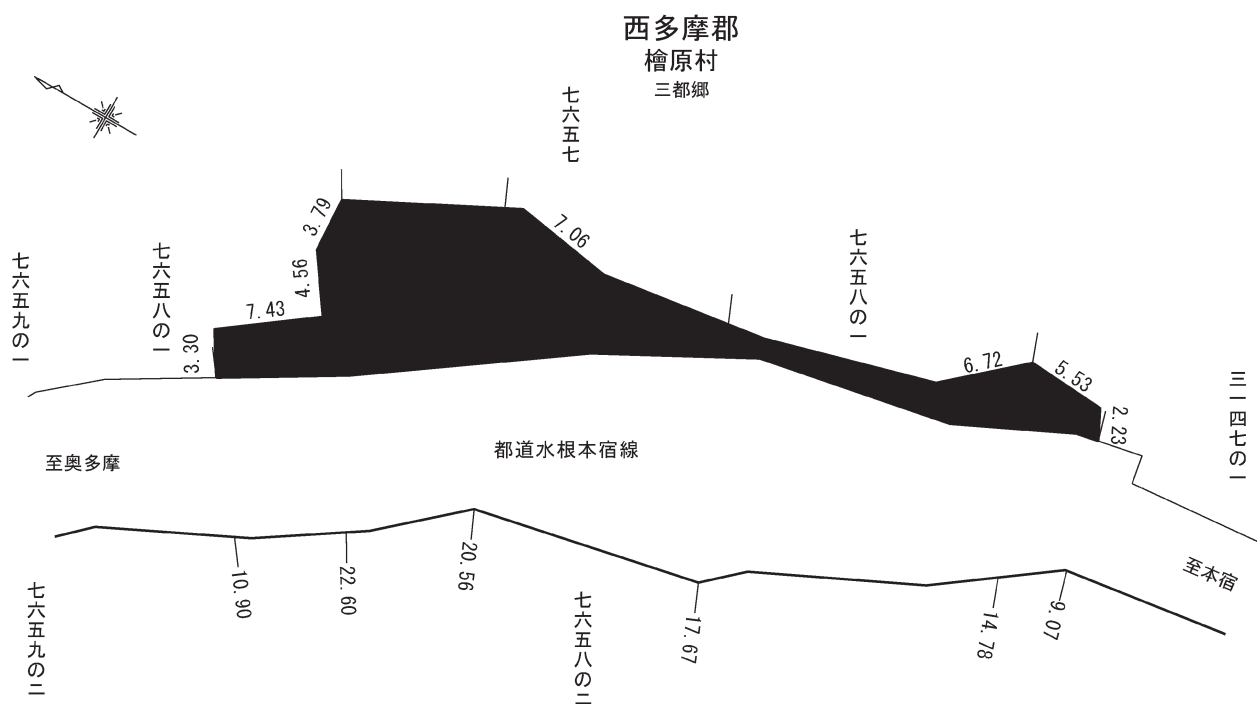 西多摩郡
檜原村
三都郷
七六五七
3.79
7.06
七六五九の一
七六五八の一
4.56
7.43
3.30
七六五八の一
6.72
5.53
2.23
三一四七の一
至奥多摩
都道水根本宿線
至本宿
10.90
22.60
20.56
17.67
14.78
9.07
七六五九の二
七六五八の二